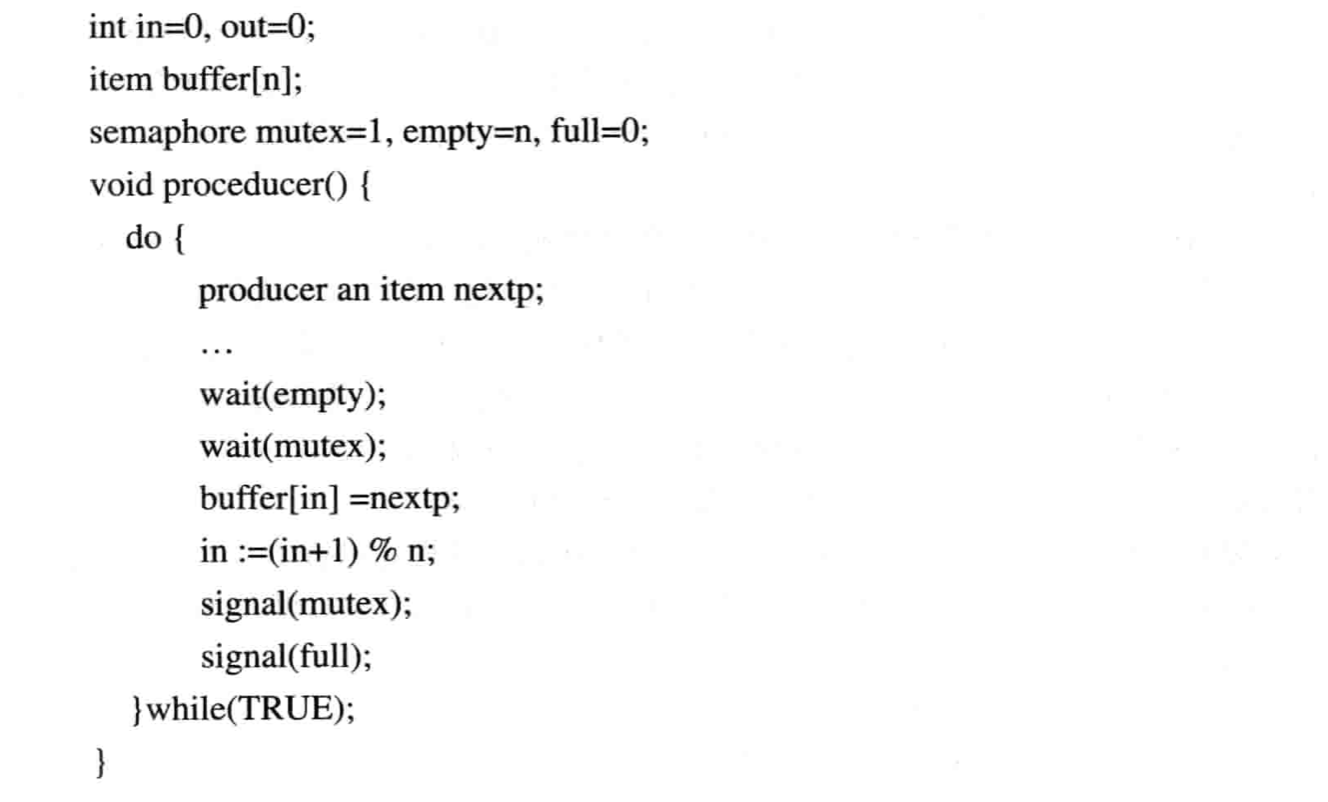 int in=0, out=0;
item buffer[n];
semaphore mutex=1, empty=n, full=0;
void proceducer() {
do {
producer an item nextp;
...
wait(empty);
wait(mutex);
buffer[in] =nextp;
in :=(in+1) % n;
signal(mutex);
signal(full);
}while(TRUE);
}